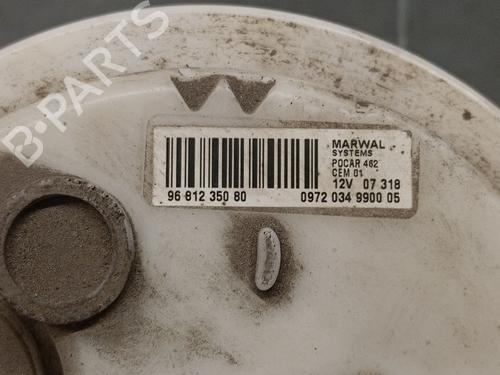 B-PARTS
MARWAL
SYSTEMS
POCAR 462
CEM 01
12V 07 318
96 812 350 80
0972 034 9900 05